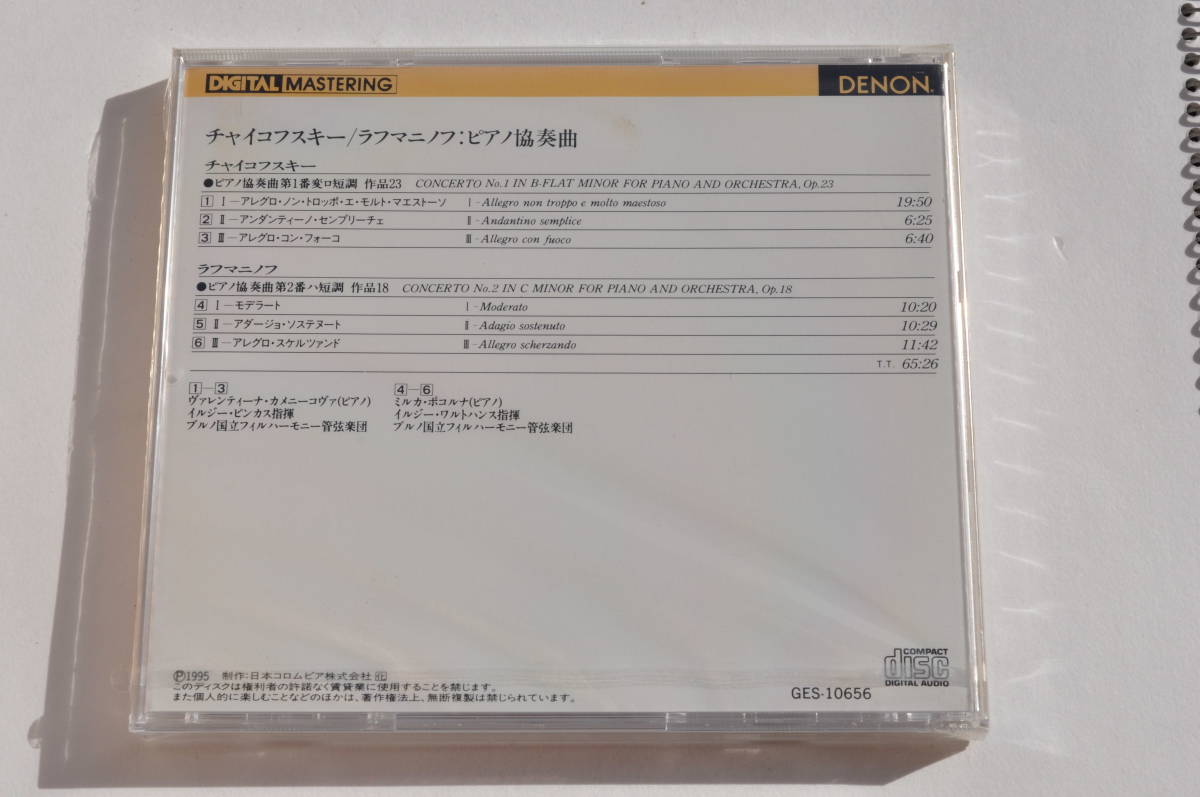 DIGITAL MASTERING
DENON
チャイコフスキー/ラフマニノフ:ピアノ協奏曲
チャイコフスキー
●ピアノ協奏曲第1番変ロ短調 作品23 CONCERTO No.1 IN B-FLAT MINOR FOR PIANO AND ORCHESTRA, Op.23
1 Ⅰ—アレグロ・ノン・トロッポ・エ・モルト・マエストーソ Ⅰ-Allegro non troppo e molto maestoso 19:50
2 Ⅱ—アンダンティーノ・センプリーチェ Ⅱ-Andantino semplice 6:25
3 Ⅲ—アレグロ・コン・フォーコ Ⅲ-Allegro con fuoco 6:40
ラフマニノフ
●ピアノ協奏曲第2番ハ短調 作品18 CONCERTO No.2 IN C MINOR FOR PIANO AND ORCHESTRA, Op.18
4 Ⅰ—モデラート Ⅰ-Moderato 10:20
5 Ⅱ—アダージョ・ソステヌート Ⅱ-Adagio sostenuto 10:29
6 Ⅲ—アレグロ・スケルツァンド Ⅲ-Allegro scherzando 11:42
T.T. 65:26
1—3
ヴァレンティーナ・カメニーコヴァ(ピアノ)
イルジー・ピンカス指揮
ブルノ国立フィルハーモニー管弦楽団
4—6
ミルカ・ポコルナ(ピアノ)
イルジー・ワルトハンス指揮
ブルノ国立フィルハーモニー管弦楽団
Ⓟ1995 制作:日本コロムビア株式会社
このディスクは権利者の許諾なく賃貸業に使用することを禁じます。
また個人的に楽しむことなどのほかは、著作権法上、無断複製は禁じられています。
GES-10656
COMPACT
disc
DIGITAL AUDIO